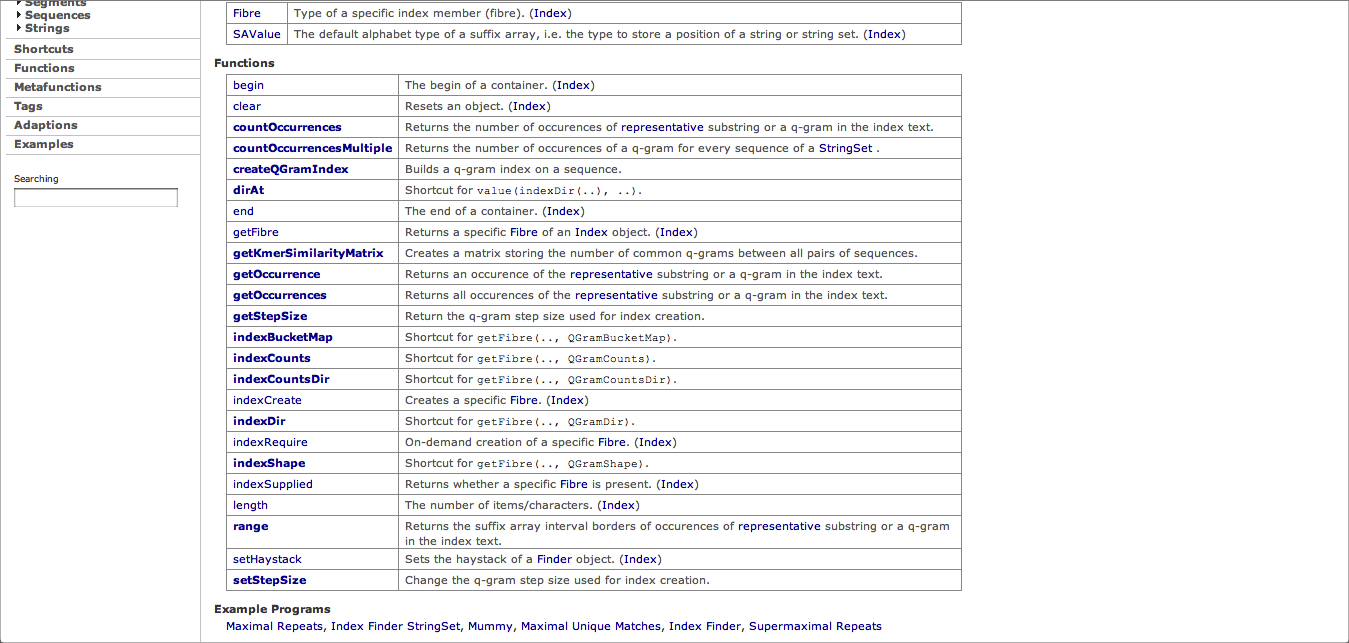 Segments
Sequences
Strings
Shortcuts
Functions
Metafunctions
Tags
Adaptions
Examples
Searching
Fibre Type of a specific index member (fibre). (Index)
SAValue The default alphabet type of a suffix array, i.e. the type to store a position of a string or string set. (Index)
Functions
begin The begin of a container. (Index)
clear Resets an object. (Index)
countOccurrences Returns the number of occurences of representative substring or a q-gram in the index text.
countOccurrencesMultiple Returns the number of occurences of a q-gram for every sequence of a StringSet .
createQGramIndex Builds a q-gram index on a sequence.
dirAt Shortcut for value(indexDir(..), ..).
end The end of a container. (Index)
getFibre Returns a specific Fibre of an Index object. (Index)
getKmerSimilarityMatrix Creates a matrix storing the number of common q-grams between all pairs of sequences.
getOccurrence Returns an occurence of the representative substring or a q-gram in the index text.
getOccurrences Returns all occurences of the representative substring or a q-gram in the index text.
getStepSize Return the q-gram step size used for index creation.
indexBucketMap Shortcut for getFibre(.., QGramBucketMap).
indexCounts Shortcut for getFibre(.., QGramCounts).
indexCountsDir Shortcut for getFibre(.., QGramCountsDir).
indexCreate Creates a specific Fibre. (Index)
indexDir Shortcut for getFibre(.., QGramDir).
indexRequire On-demand creation of a specific Fibre. (Index)
indexShape Shortcut for getFibre(.., QGramShape).
indexSupplied Returns whether a specific Fibre is present. (Index)
length The number of items/characters. (Index)
range Returns the suffix array interval borders of occurences of representative substring or a q-gram
in the index text.
setHaystack Sets the haystack of a Finder object. (Index)
setStepSize Change the q-gram step size used for index creation.
Example Programs
Maximal Repeats, Index Finder StringSet, Mummy, Maximal Unique Matches, Index Finder, Supermaximal Repeats